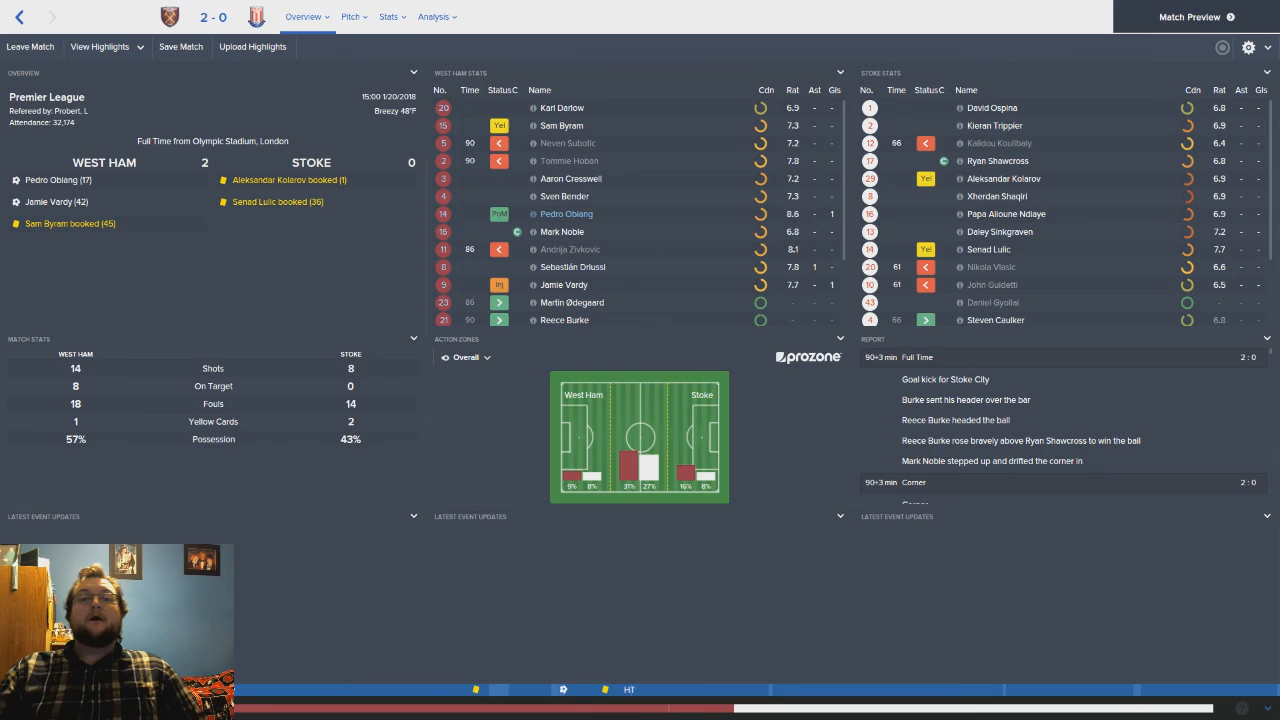 2 - 0
Overview
Pitch
Stats
Analysis
Match Preview
Leave Match
View Highlights
Save Match
Upload Highlights
OVERVIEW
Premier League
15:00 1/20/2018
Refereed by: Probert, L
Breezy 48°F
Attendance: 32,174
Full Time from Olympic Stadium, London
WEST HAM 2 STOKE 0
Pedro Obiang (17)
Aleksandar Kolarov booked (1)
Jamie Vardy (42)
Senad Lulic booked (36)
Sam Byram booked (45)
MATCH STATS
WEST HAM STOKE
14 Shots 8
8 On Target 0
18 Fouls 14
1 Yellow Cards 2
57% Possession 43%
WEST HAM STATS
No. Time Status C Name Cdn Rat Ast Gls
20 Karl Darlow 6.9 - -
15 Yel Sam Byram 7.3 - -
5 90 Neven Subotic 7.2 - -
2 90 Tommie Hoban 7.8 - -
3 Aaron Cresswell 7.2 - -
4 Sven Bender 7.2 - -
14 PoM Pedro Obiang 8.6 - 1
16 C Mark Noble 6.8 - -
11 86 Andrija Zivkovic 8.1 - -
8 Sebastián Driussi 7.8 1 -
9 Inj Jamie Vardy 7.7 - 1
23 86 Martin Ødegaard - - -
21 90 Reece Burke - - -
STOKE STATS
No. Time Status C Name Cdn Rat Ast Gls
1 David Ospina 6.8 - -
2 Kieran Trippier 6.9 - -
12 66 Kalidou Koulibaly 6.4 - -
17 C Ryan Shawcross 6.8 - -
29 Yel Aleksandar Kolarov 6.9 - -
8 Xherdan Shaqiri 6.9 - -
16 Papa Alioune Ndiaye 6.9 - -
13 Daley Sinkgraven 7.2 - -
14 Yel Senad Lulic 7.7 - -
20 61 Nikola Vlasic 6.6 - -
10 61 John Guidetti 6.5 - -
43 Daniel Gyollai - - -
4 66 Steven Caulker 6.8 - -
ACTION ZONES
Overall
prozone
West Ham Stoke
9% 8% 31% 27% 16% 8%
REPORT
90+3 min Full Time 2 : 0
Goal kick for Stoke City
Burke sent his header over the bar
Reece Burke headed the ball
Reece Burke rose bravely above Ryan Shawcross to win the ball
Mark Noble stepped up and drifted the corner in
90+3 min Corner 2 : 0
LATEST EVENT UPDATES
LATEST EVENT UPDATES
LATEST EVENT UPDATES
HT